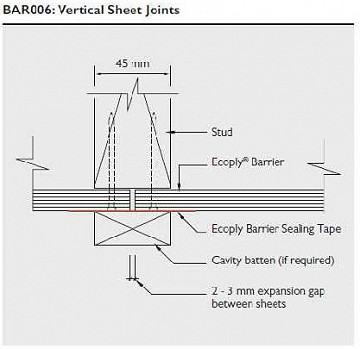 BAR006: Vertical Sheet Joints
45 mm
Stud
Ecoply® Barrier
Ecoply Barrier Sealing Tape
Cavity batten (if required)
2 - 3 mm expansion gap
between sheets